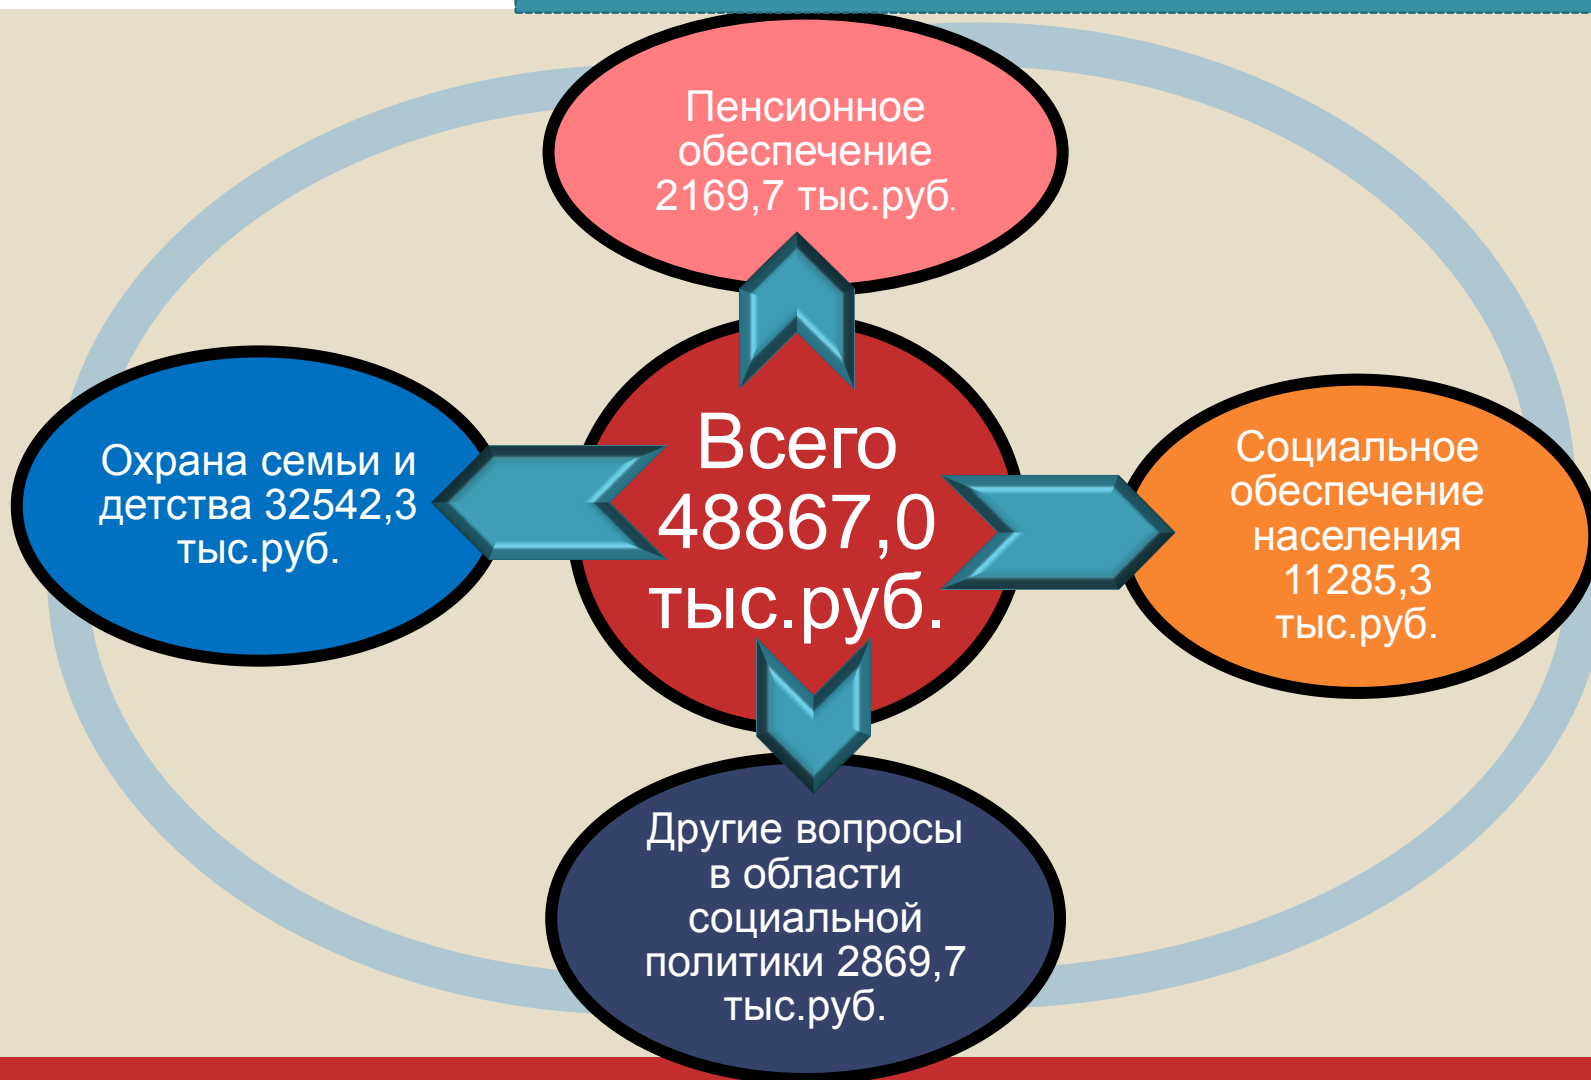 Пенсионное
обеспечение
2169,7 тыс.руб.
Охрана семьи и
детства 32542,3
тыс.руб.
Всего
48867,0
тыс.руб.
Социальное
обеспечение
населения
11285,3
тыс.руб.
Другие вопросы
в области
социальной
политики 2869,7
тыс.руб.